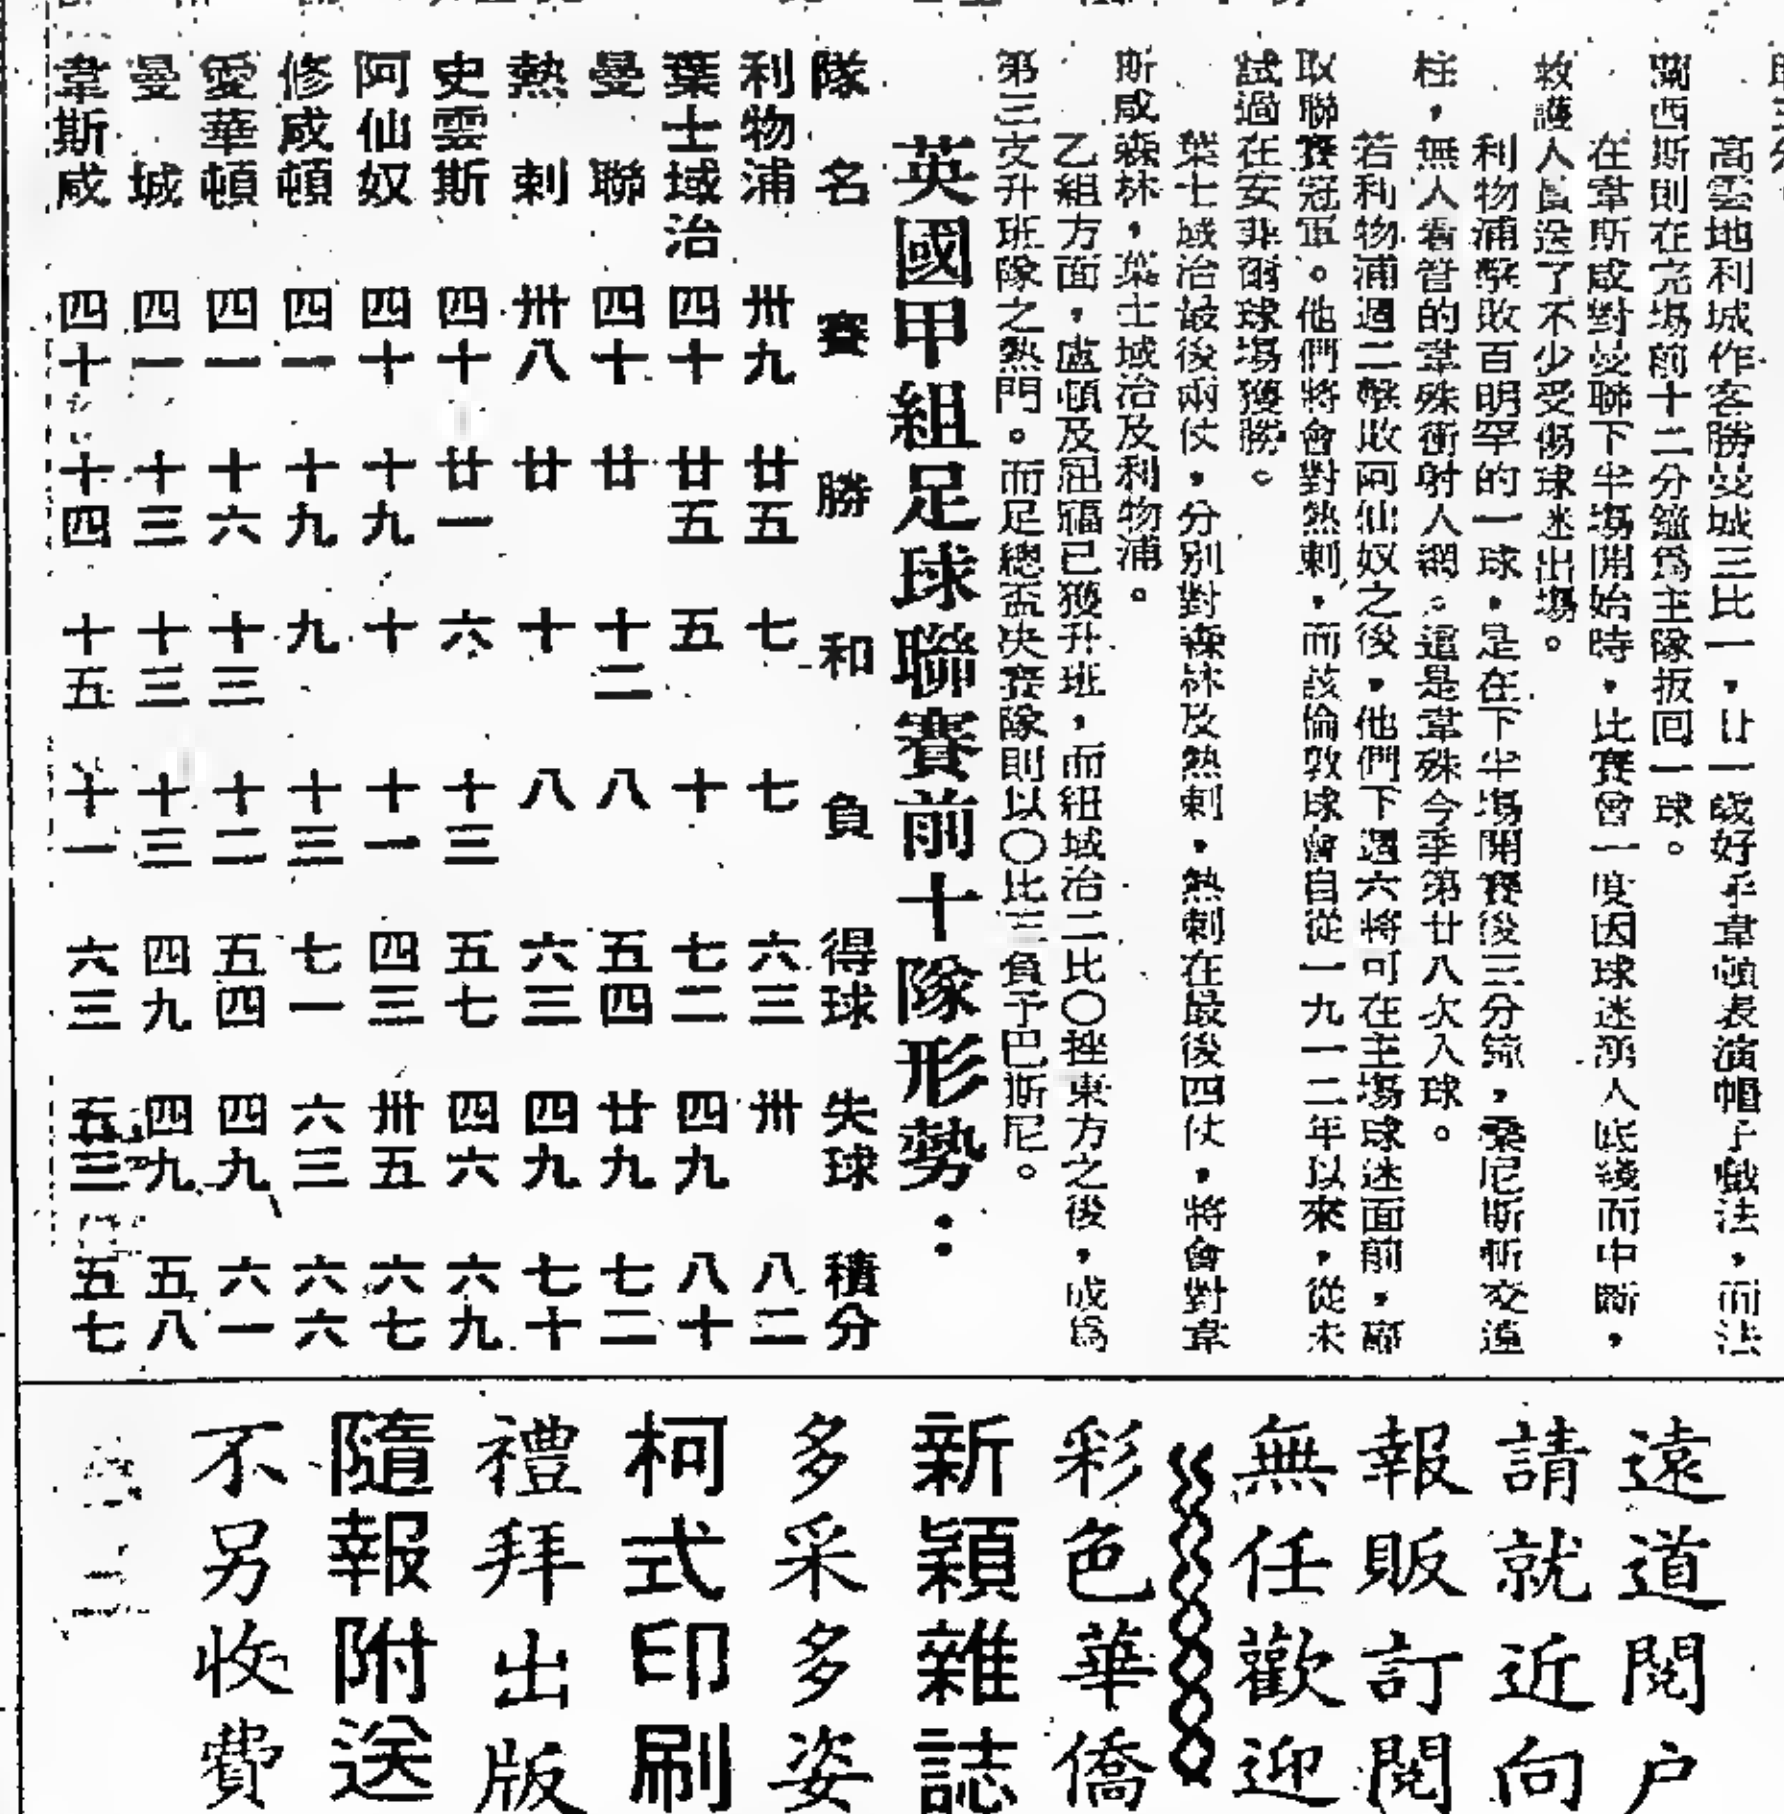 高雲地利城作客勝曼城三比一，廿一歲好手韋頓表演帽子戲法，而法
蘭西斯則在完場前十二分鐘爲主隊扳回一球。
在韋斯咸對曼聯下半場開始時，比賽曾一度因球迷湧入底綫而中斷，
救護人員送了不少受傷球迷出場。
利物浦擊敗百明罕的一球，是在下半場開賽後三分鐘，桑尼斯斬交遠
柱，無人看管的韋殊衝射入網。這是韋殊今季第廿八次入球。
若利物浦週二擊敗阿仙奴之後，他們下週六將可在主場球迷面前，鄺
取聯賽冠軍。他們將會對熱刺，而該倫敦球會自從一九一二年以來，從未
試過在安菲爾球場獲勝。
葉士域治最後兩仗，分別對森林及熱刺，熱刺在最後四仗，將會對韋
斯咸森林，葉士域治及利物浦。
乙組方面，盧頓及屈福已獲升班，而紐域治二比〇挫東方之後，成爲
第三支升班隊之熱門。而足總盃决賽隊則以〇比三負予巴斯尼。
英國甲組足球聯賽前十隊形勢：
隊名 賽 勝 和 負 得球 失球 積分
利物浦 卅九 廿五 七 七 六三 卅 八二
葉士域治 四十 廿五 五 十 七二 四九 八十
曼聯 四十 廿 十二 八 五四 廿九 七二
熱刺 卅八 廿 十 八 六三 四九 七十
史雲斯 四十 廿一 六 十三 五七 四六 六九
阿仙奴 四十 十九 十 十一 四三 卅五 六七
修咸頓 四一 十九 九 十三 七一 六三 六六
愛華頓 四一 十六 十三 十二 五四 四九 六一
曼城 四一 十三 十三 十三 四九 四九 五八
韋斯咸 四十 十四 十五 十一 六三 五三 五七
遠道閱户
請就近向
報販訂閱
無任歡迎
彩色華僑
新穎雜誌
多采多姿
柯式印刷
禮拜出版
隨報附送
不另收費